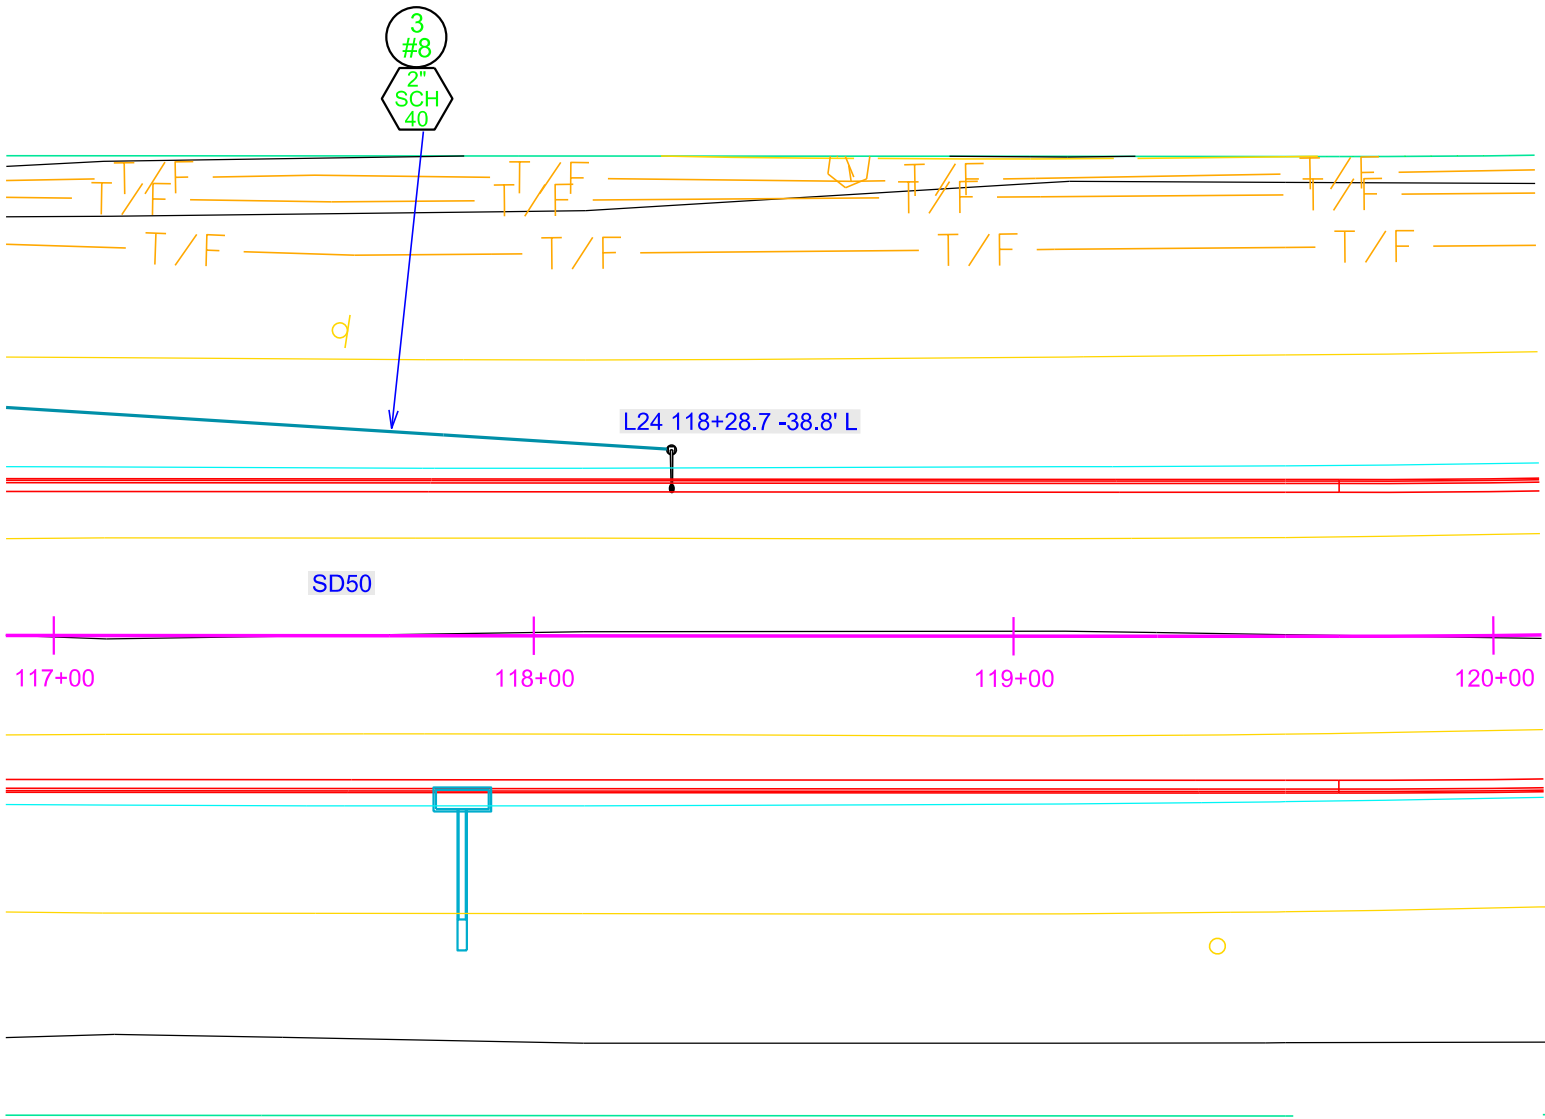 3
#8
2"
SCH
40
T/F T/F T/F T/F
T/F T/F T/F T/F
T/F T/F T/F T/F
L24 118+28.7 -38.8' L
SD50
117+00 118+00 119+00 120+00